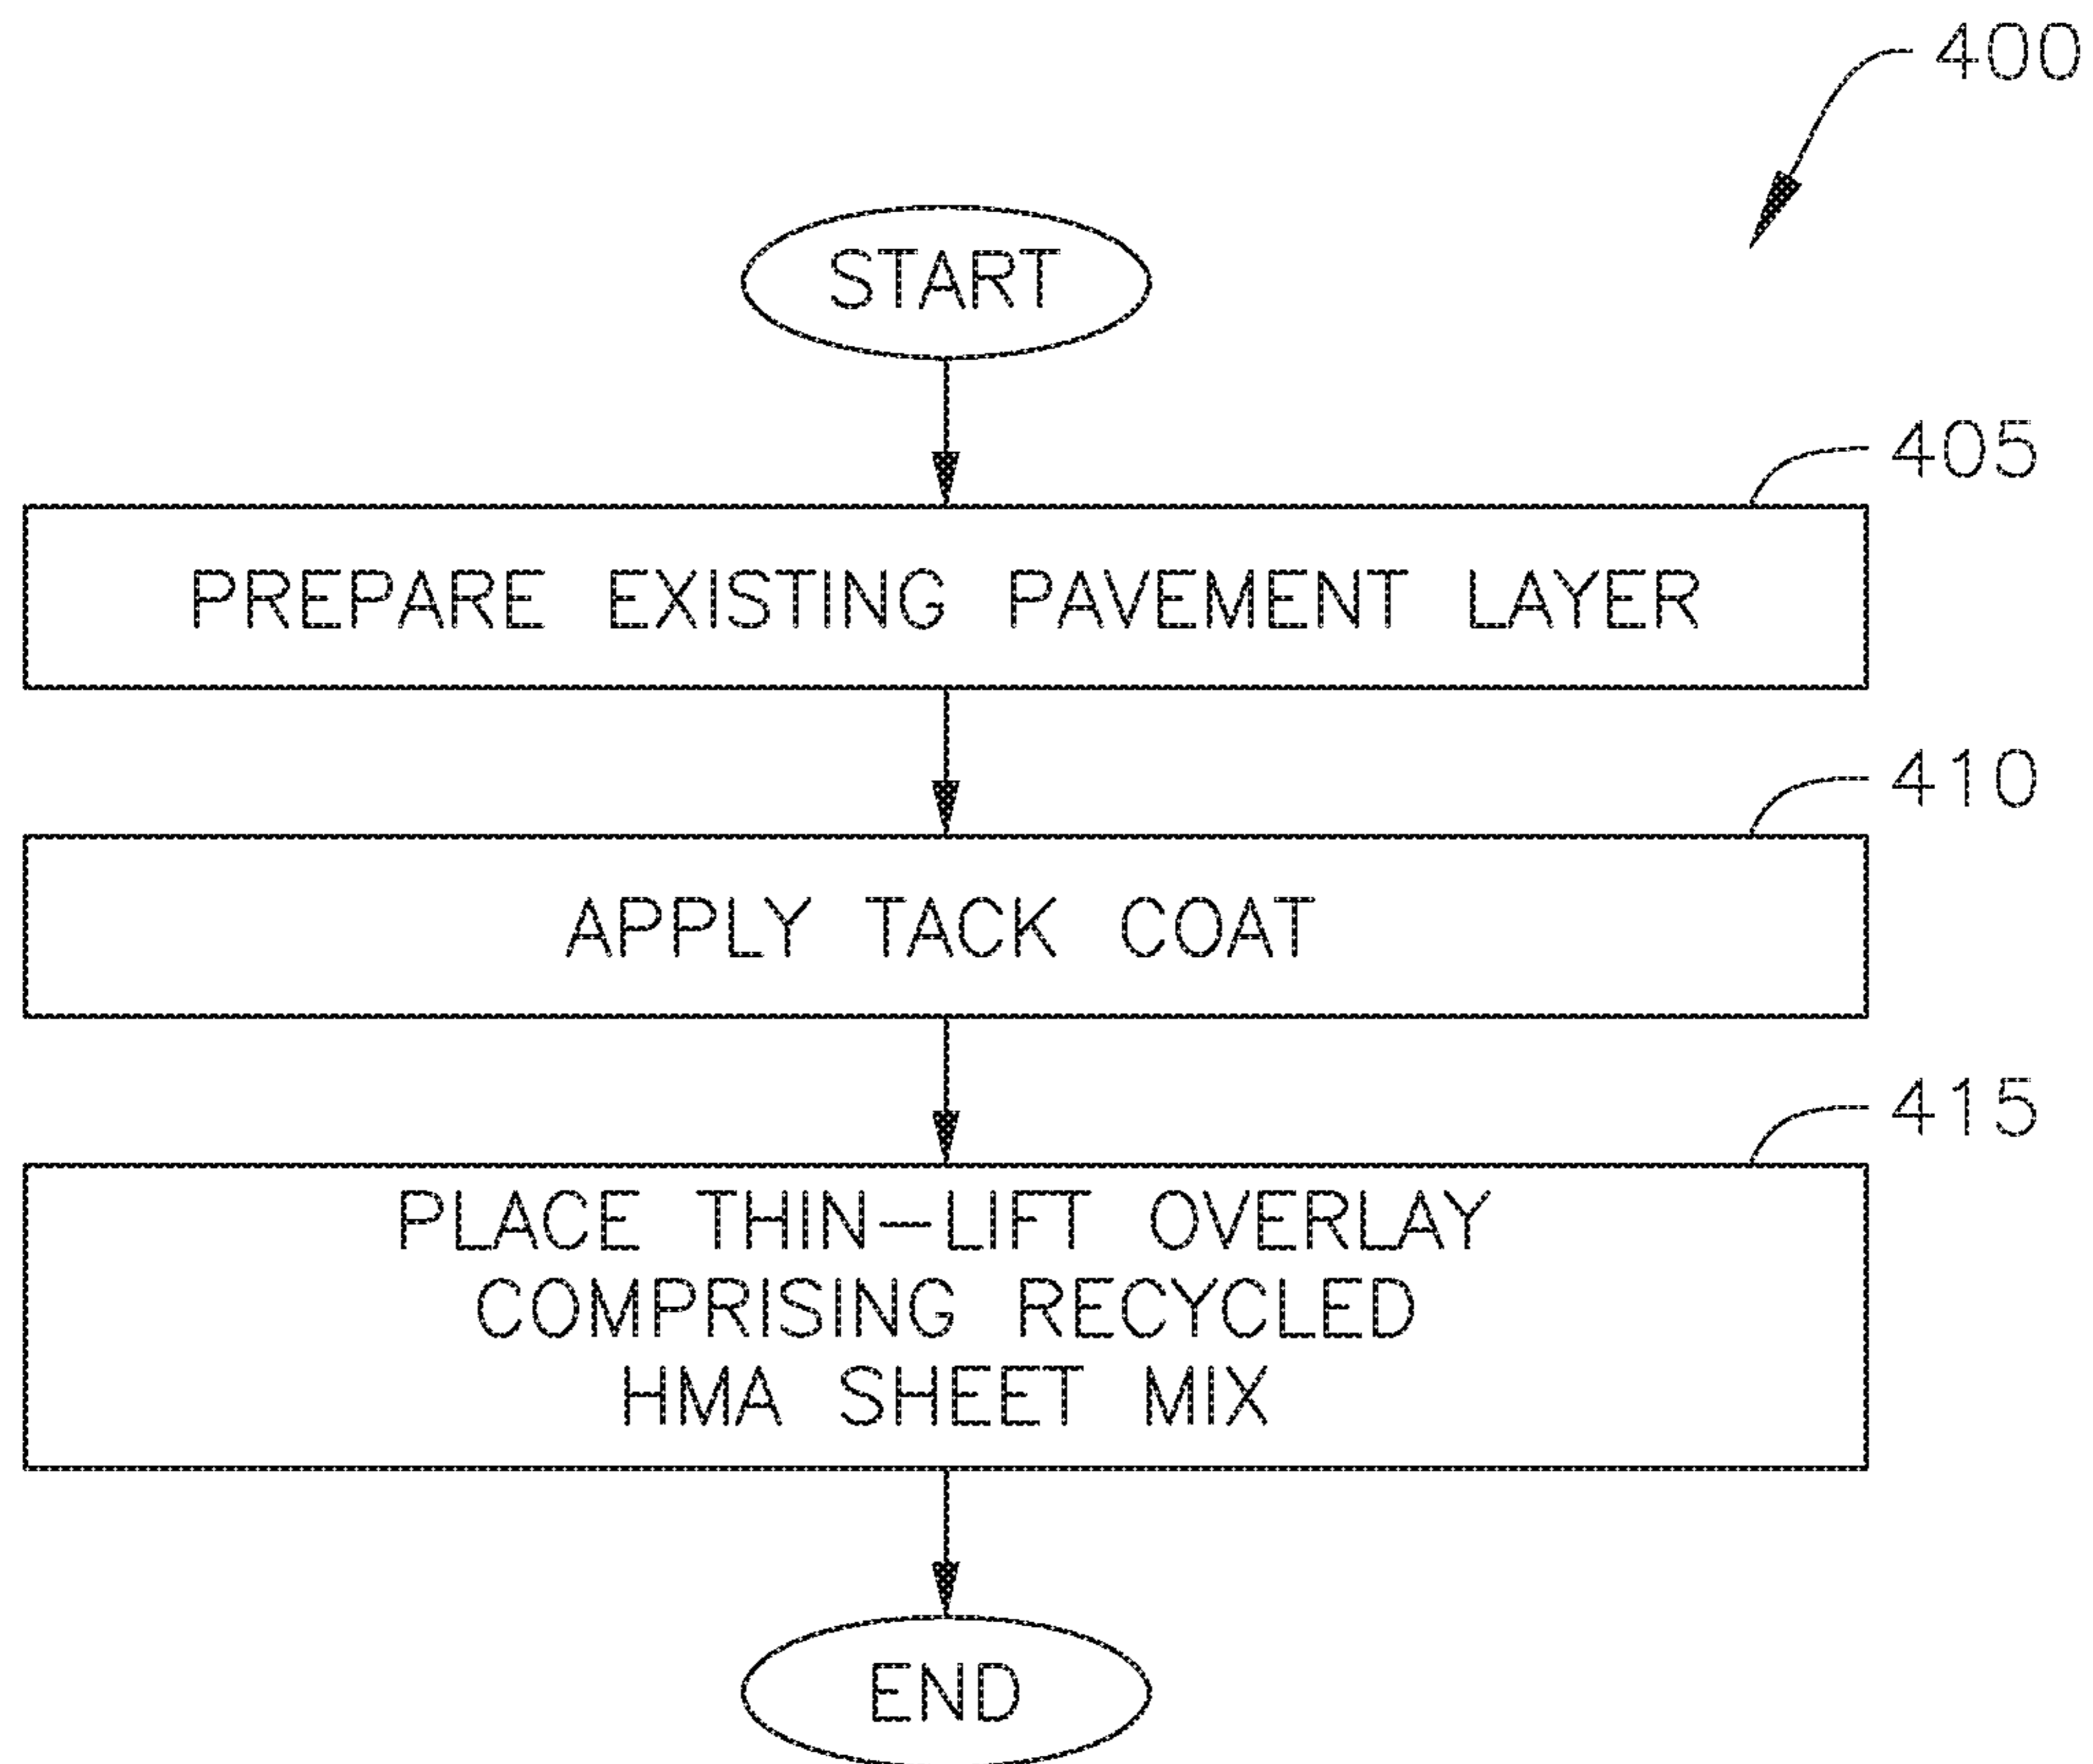 400
START
405
PREPARE EXISTING PAVEMENT LAYER
410
APPLY TACK COAT
415
PLACE THIN-LIFT OVERLAY
COMPRISING RECYCLED
HMA SHEET MIX
END